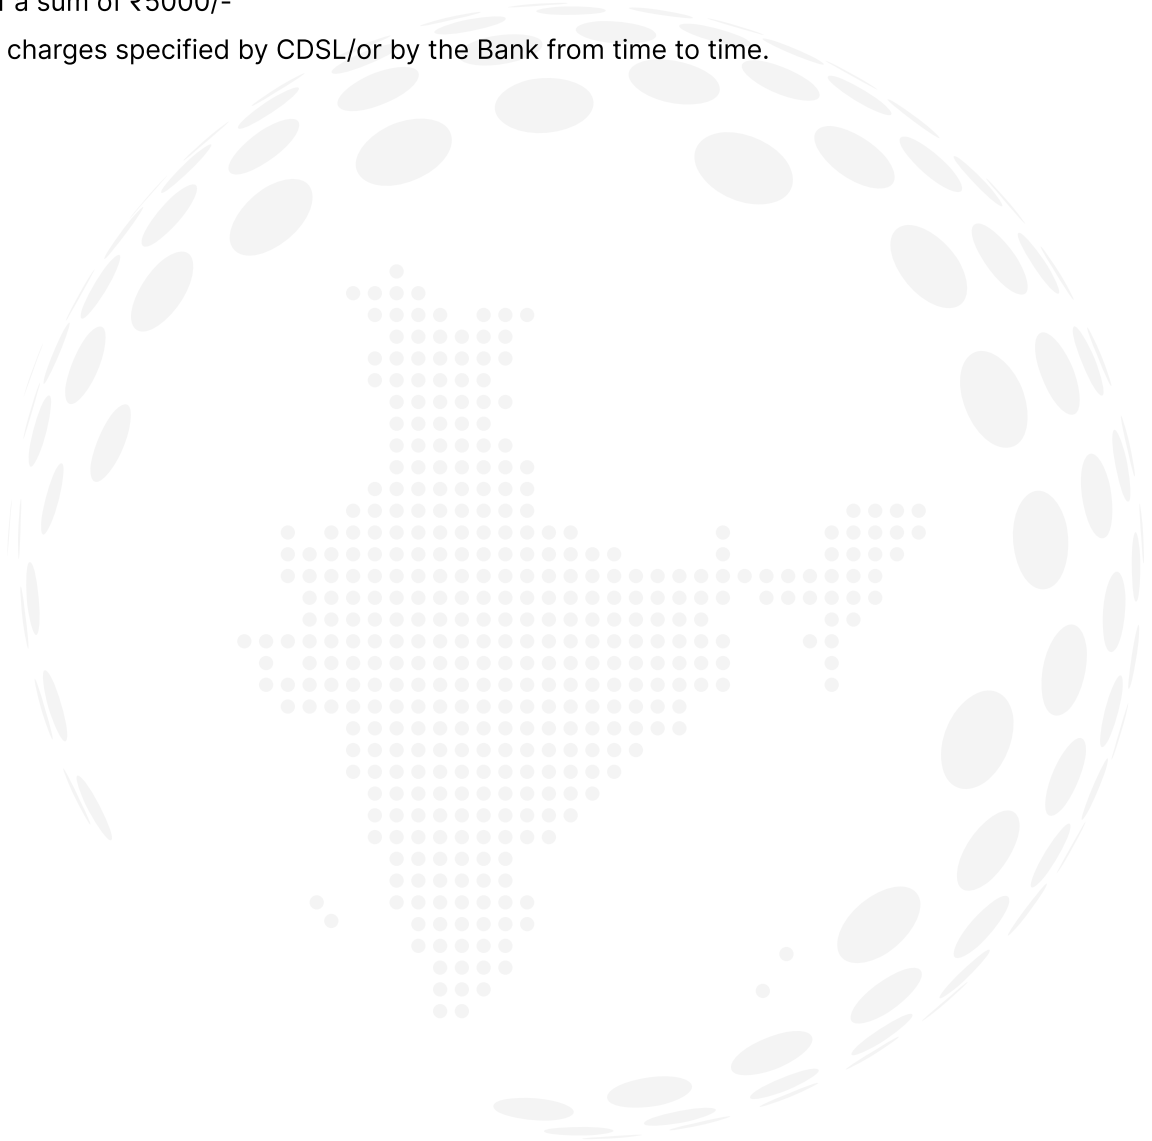 a sum of ₹5000/-
charges specified by CDSL/or by the Bank from time to time.